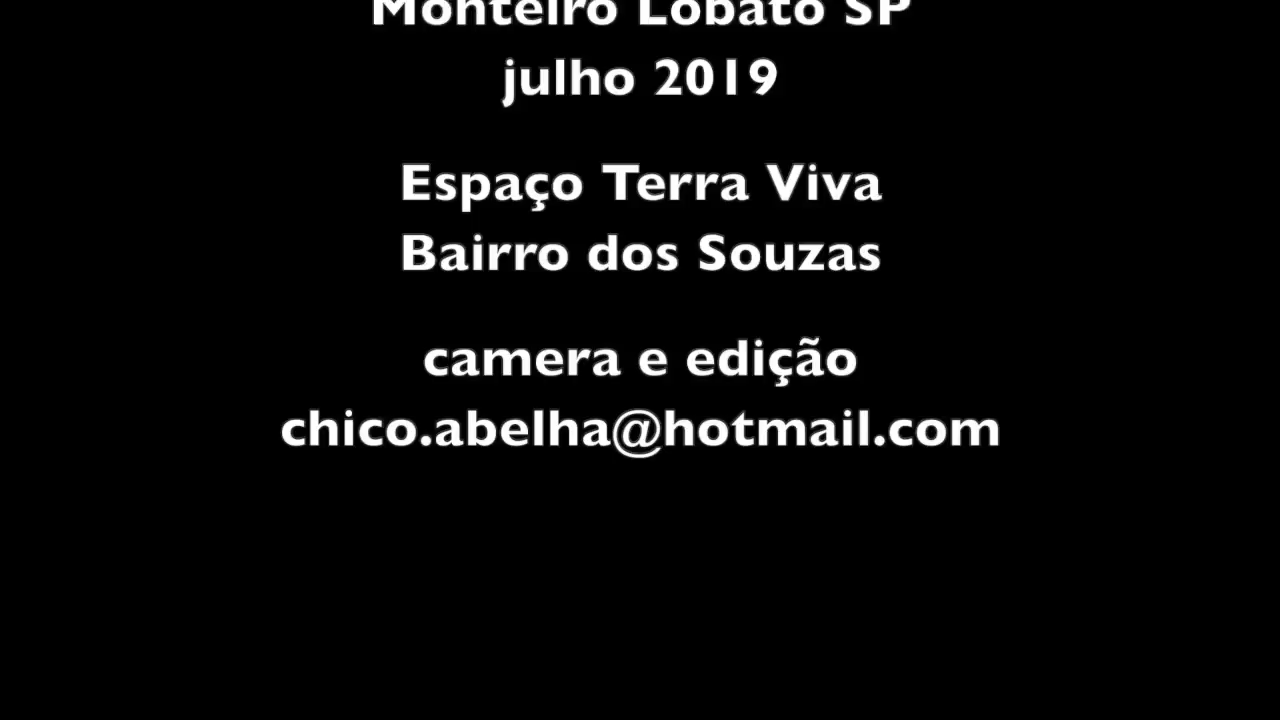 Monteiro Lobato SP
julho 2019
Espaço Terra Viva
Bairro dos Souzas
camera e edição
chico.abelha@hotmail.com